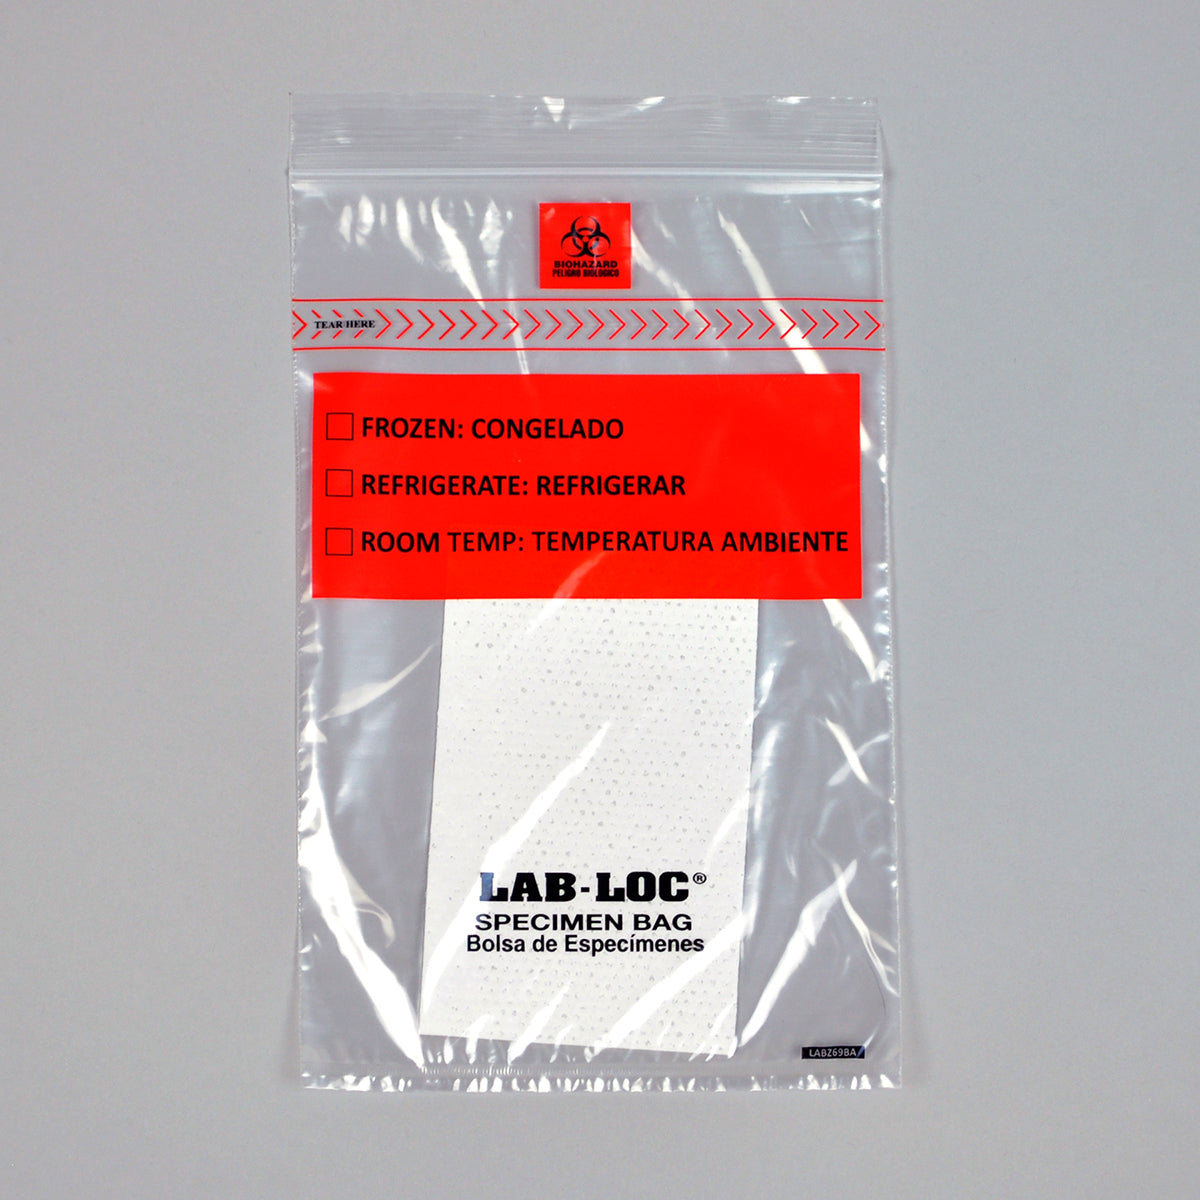 BIOHAZARD
PELIGRO BIOLOGICO
TEAR HERE
FROZEN: CONGELADO
REFRIGERATE: REFRIGERAR
ROOM TEMP: TEMPERATURA AMBIENTE
LAB-LOC®
SPECIMEN BAG
Bolsa de Especímenes
LABZ69BA